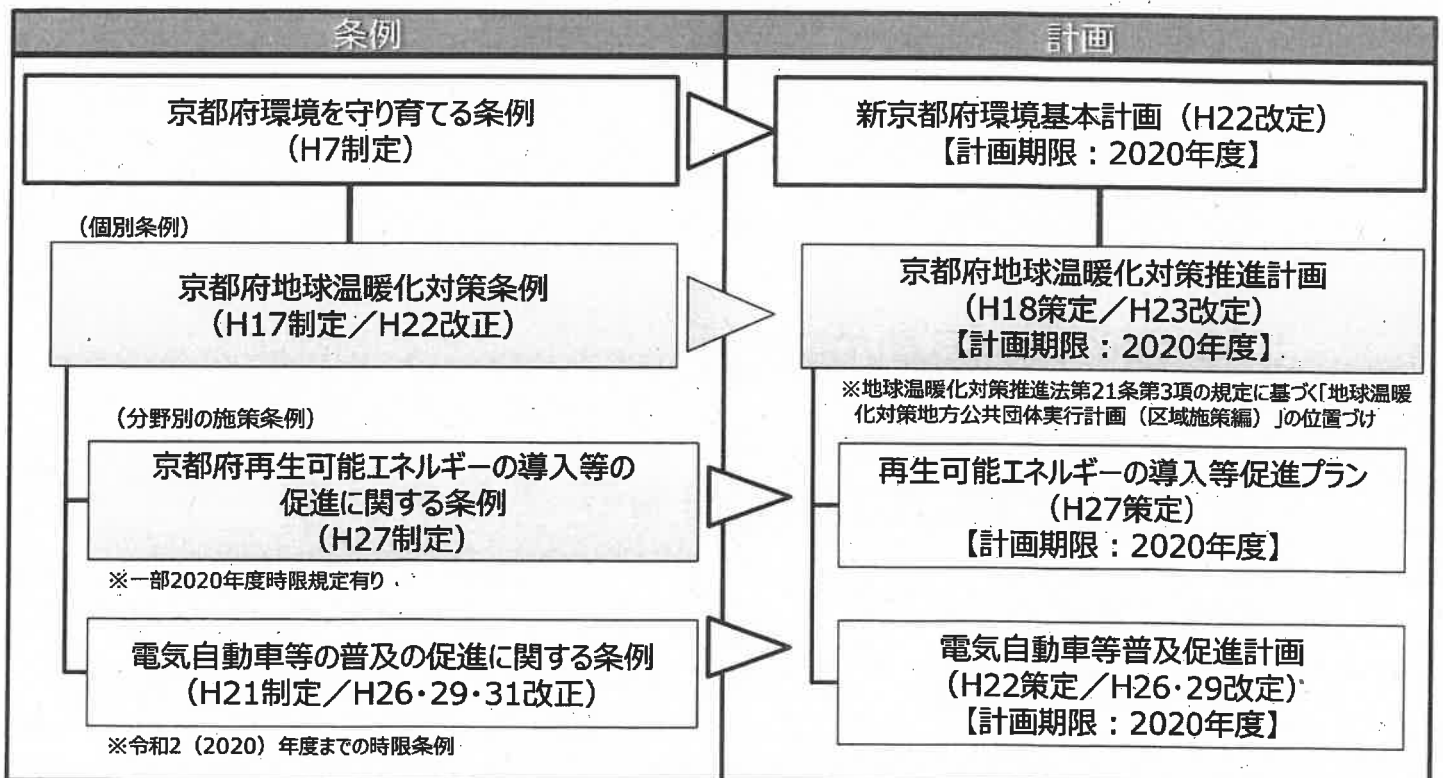 条例
計画
京都府環境を守り育てる条例
(H7制定)
新京都府環境基本計画(H22改定)
【計画期限:2020年度】
(個別条例)
京都府地球温暖化対策条例
(H17制定/H22改正)
京都府地球温暖化対策推進計画
(H18策定/H23改定)
【計画期限:2020年度】
※地球温暖化対策推進法第21条第3項の規定に基づく「地球温暖
化対策地方公共団体実行計画(区域施策編)」の位置づけ
(分野別の施策条例)
京都府再生可能エネルギーの導入等の
促進に関する条例
(H27制定)
※一部2020年度時限規定有り
再生可能エネルギーの導入等促進プラン
(H27策定)
【計画期限:2020年度】
電気自動車等の普及の促進に関する条例
(H21制定/H26・29・31改正)
※令和2(2020)年度までの時限条例
電気自動車等普及促進計画
(H22策定/H26・29改定)
【計画期限:2020年度】